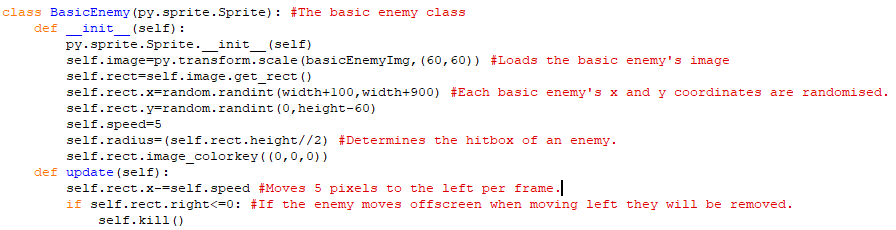 class BasicEnemy(py.sprite.Sprite): #The basic enemy class
    def __init__(self):
        py.sprite.Sprite.__init__(self)
        self.image=py.transform.scale(basicEnemyImg,(60,60)) #Loads the basic enemy's image
        self.rect=self.image.get_rect()
        self.rect.x=random.randint(width+100,width+900) #Each basic enemy's x and y coordinates are randomised.
        self.rect.y=random.randint(0,height-60)
        self.speed=5
        self.radius=(self.rect.height//2) #Determines the hitbox of an enemy.
        self.rect.image_colorkey((0,0,0))
    def update(self):
        self.rect.x-=self.speed #Moves 5 pixels to the left per frame.
        if self.rect.right<=0: #If the enemy moves offscreen when moving left they will be removed.
            self.kill()